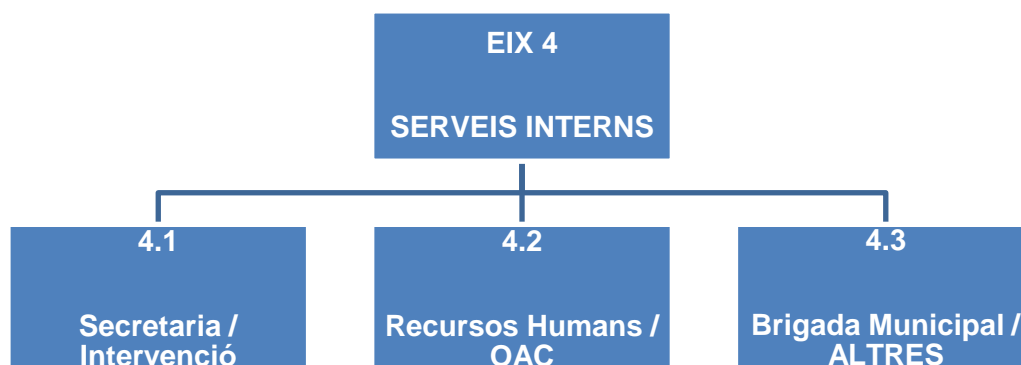 EIX 4
SERVEIS INTERNS
4.1
4.2
4.3
Secretaria /
Intervenció
Recursos Humans /
OAC
Brigada Municipal /
ALTRES